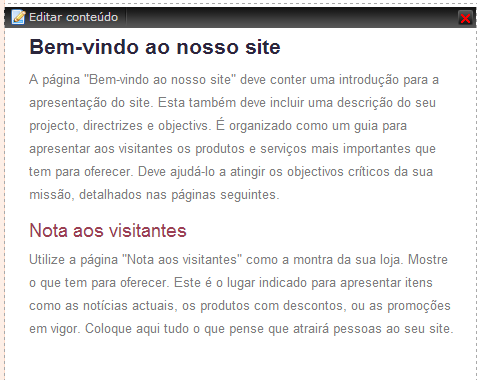 Editar conteúdo
Bem-vindo ao nosso site
A página "Bem-vindo ao nosso site" deve conter uma introdução para a
apresentação do site. Esta também deve incluir uma descrição do seu
projecto, directrizes e objectivs. É organizado como um guia para
apresentar aos visitantes os produtos e serviços mais importantes que
tem para oferecer. Deve ajudá-lo a atingir os objectivos críticos da sua
missão, detalhados nas páginas seguintes.
Nota aos visitantes
Utilize a página "Nota aos visitantes" como a montra da sua loja. Mostre
o que tem para oferecer. Este é o lugar indicado para apresentar itens
como as notícias actuais, os produtos com descontos, ou as promoções
em vigor. Coloque aqui tudo o que pense que atrairá pessoas ao seu site.